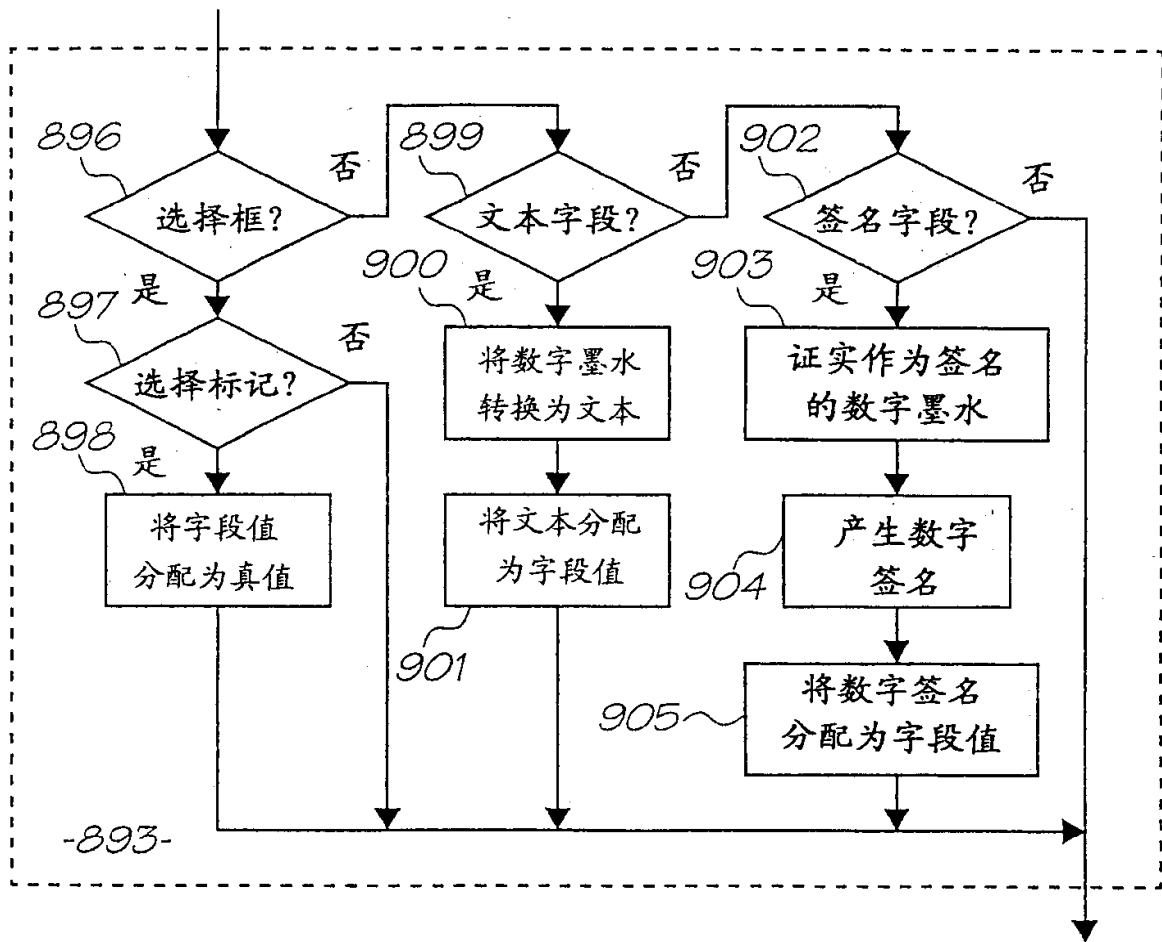 896
选择框?
否
899
文本字段?
否
902
签名字段?
否
是
897
选择标记?
否
900
是
将数字墨水
转换为文本
903
是
证实作为签名
的数字墨水
898
是
将字段值
分配为真值
将文本分配
为字段值
901
产生数字
签名
904
将数字签名
分配为字段值
905
-893-